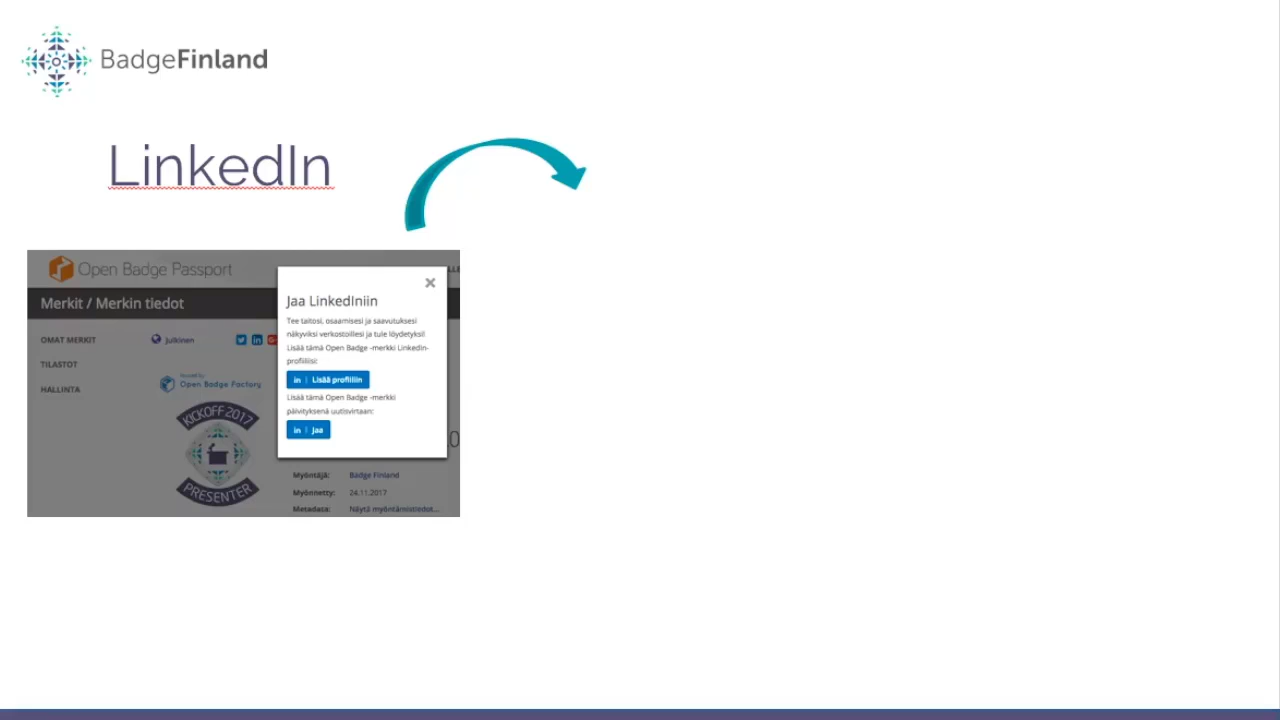 BadgeFinland
LinkedIn
Open Badge Passport
Merkit / Merkin tiedot
OMAT MERKIT
Julkinen
TILASTOT
HALLINTA
Open Badge Factory
KICKOFF 2017
PRESENTER
Jaa LinkedIniin
Tee taitosi, osaamisesi ja saavutuksesi
näkyviksi verkostoillesi ja tule löydetyksi!
Lisää tämä Open Badge -merkki LinkedIn-
profiiliisi:
in | Lisää profiiliin
Lisää tämä Open Badge -merkki
päivityksenä uutisvirtaan:
in | Jaa
Myöntäjä: Badge Finland
Myönnetty: 24.11.2017
Metadata: Näytä myöntämistiedot...